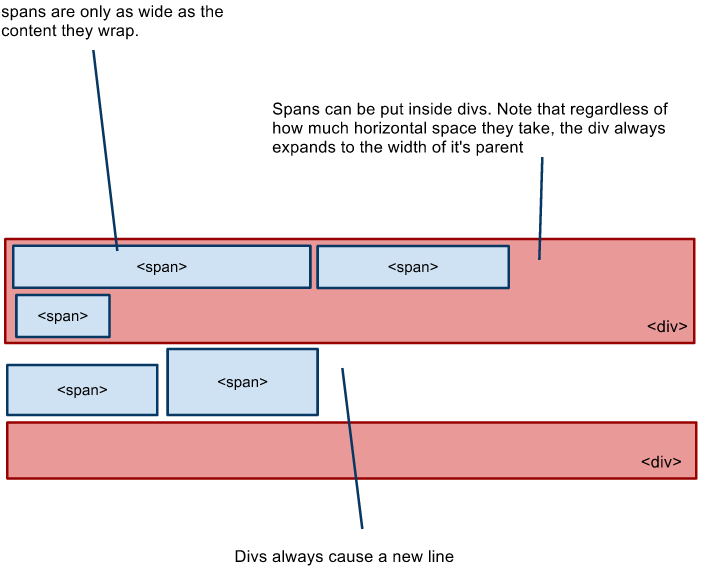 spans are only as wide as the
content they wrap.
Spans can be put inside divs. Note that regardless of
how much horizontal space they take, the div always
expands to the width of it's parent
<span>
<span>
<span>
<div>
<span>
<span>
<div>
Divs always cause a new line